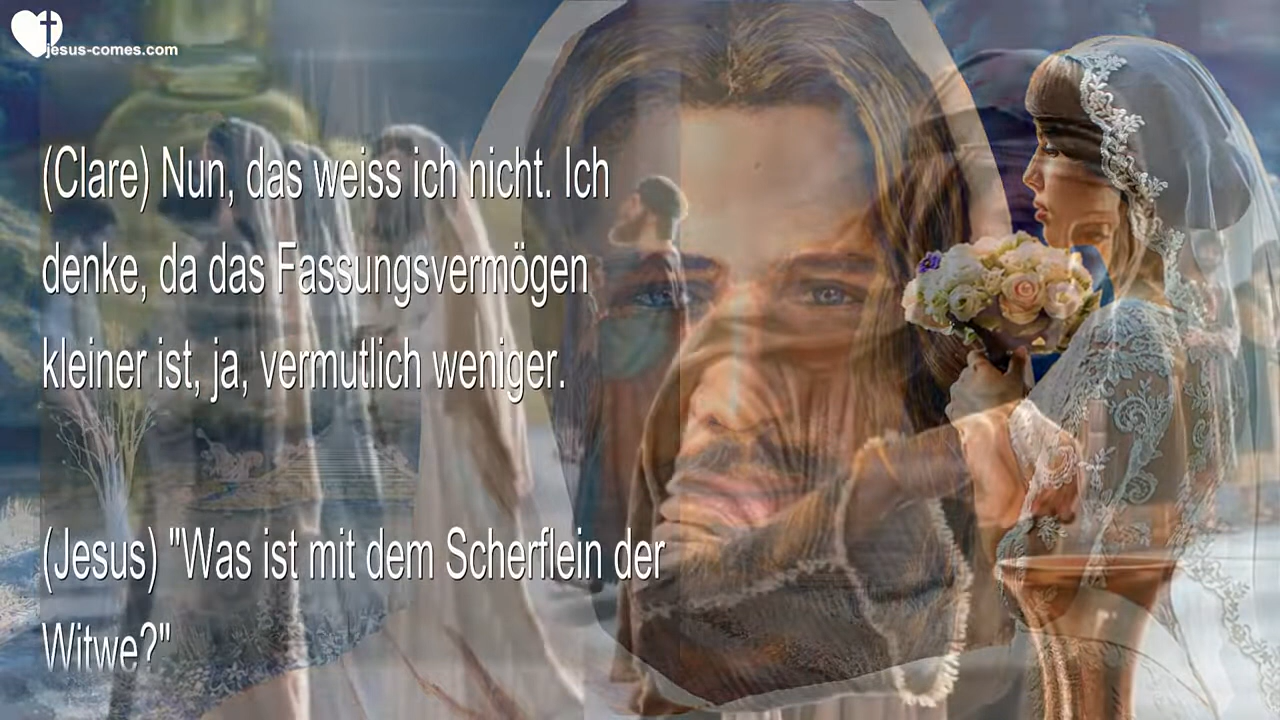 jesus-comes.com
(Clare) Nun, das weiss ich nicht. Ich
denke, da das Fassungsvermögen
kleiner ist, ja, vermutlich weniger.
(Jesus) "Was ist mit dem Scherflein der
Witwe?"